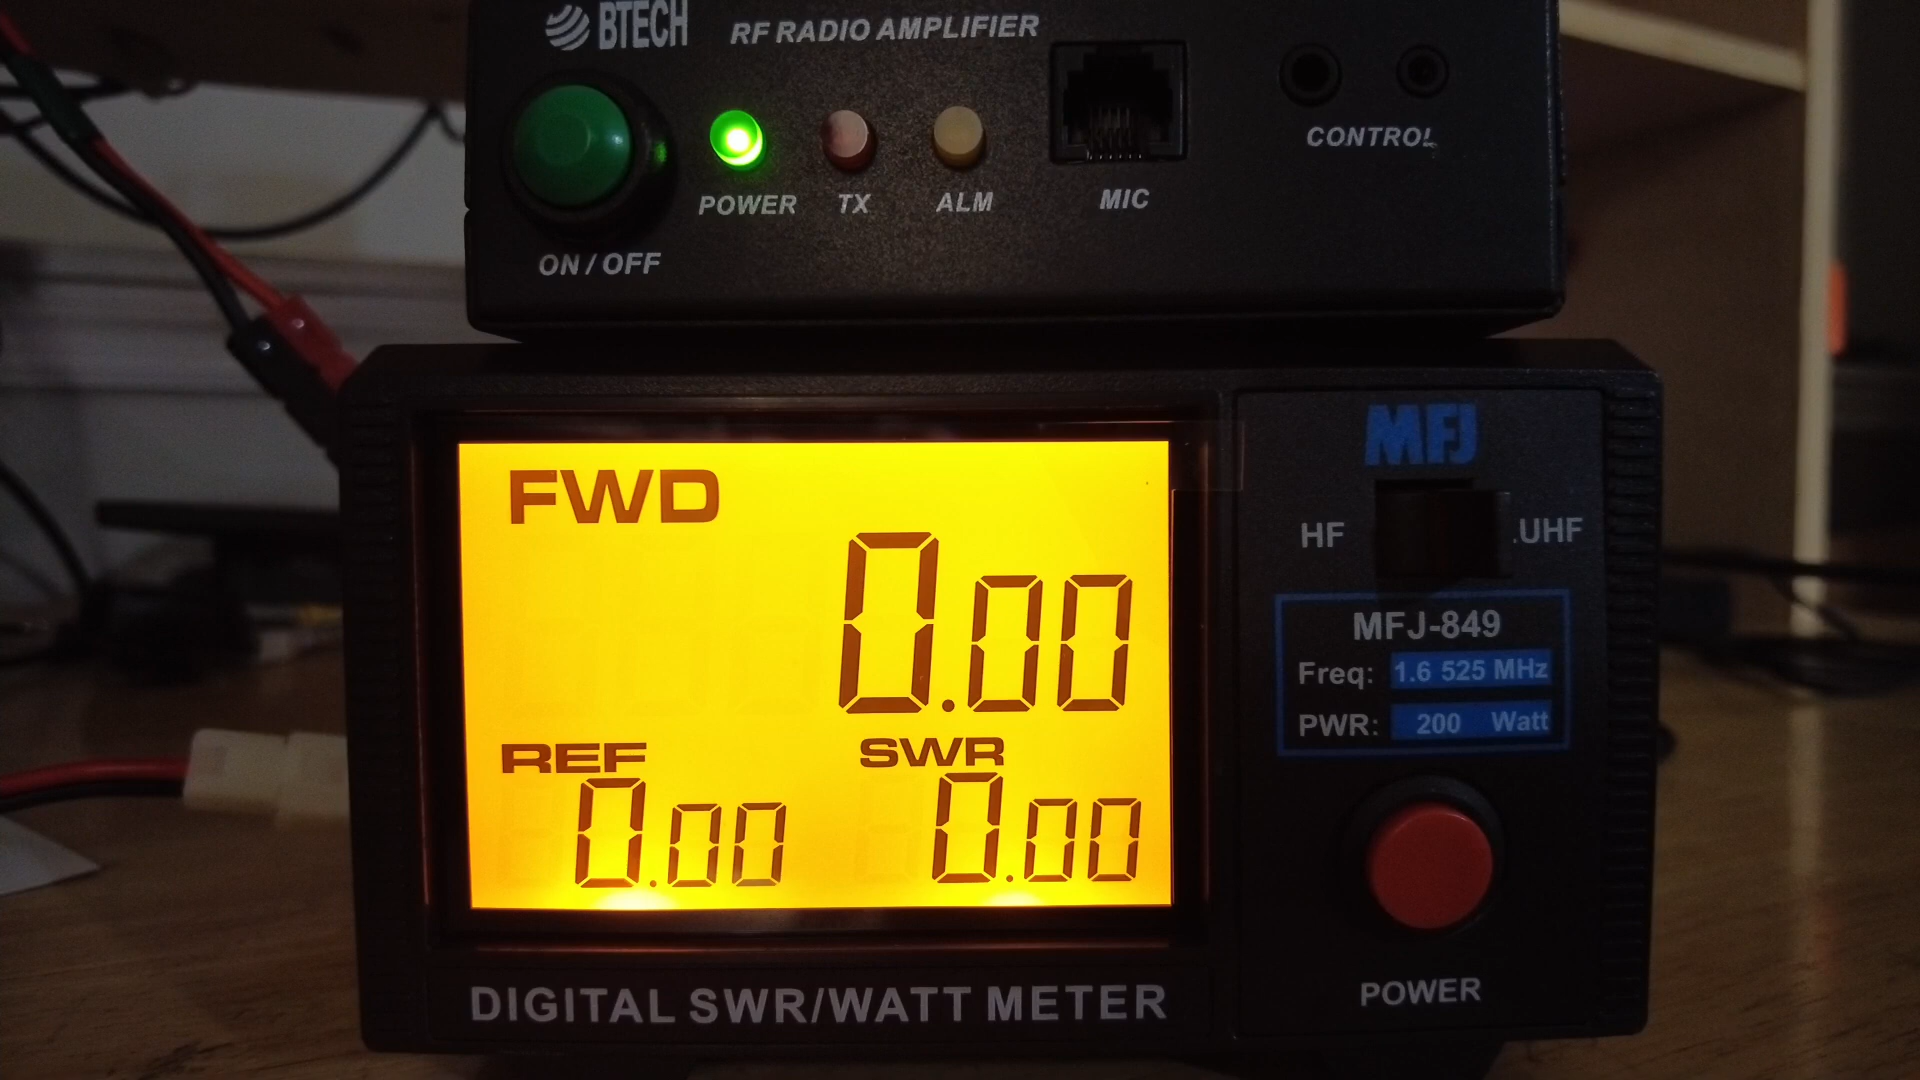 BTECH RF RADIO AMPLIFIER
POWER TX ALM MIC CONTROL
ON / OFF
MFJ
FWD
0.00
HF .UHF
MFJ-849
Freq: 1.6 525 MHz
PWR: 200 Watt
REF SWR
0.00 0.00
POWER
DIGITAL SWR/WATT METER